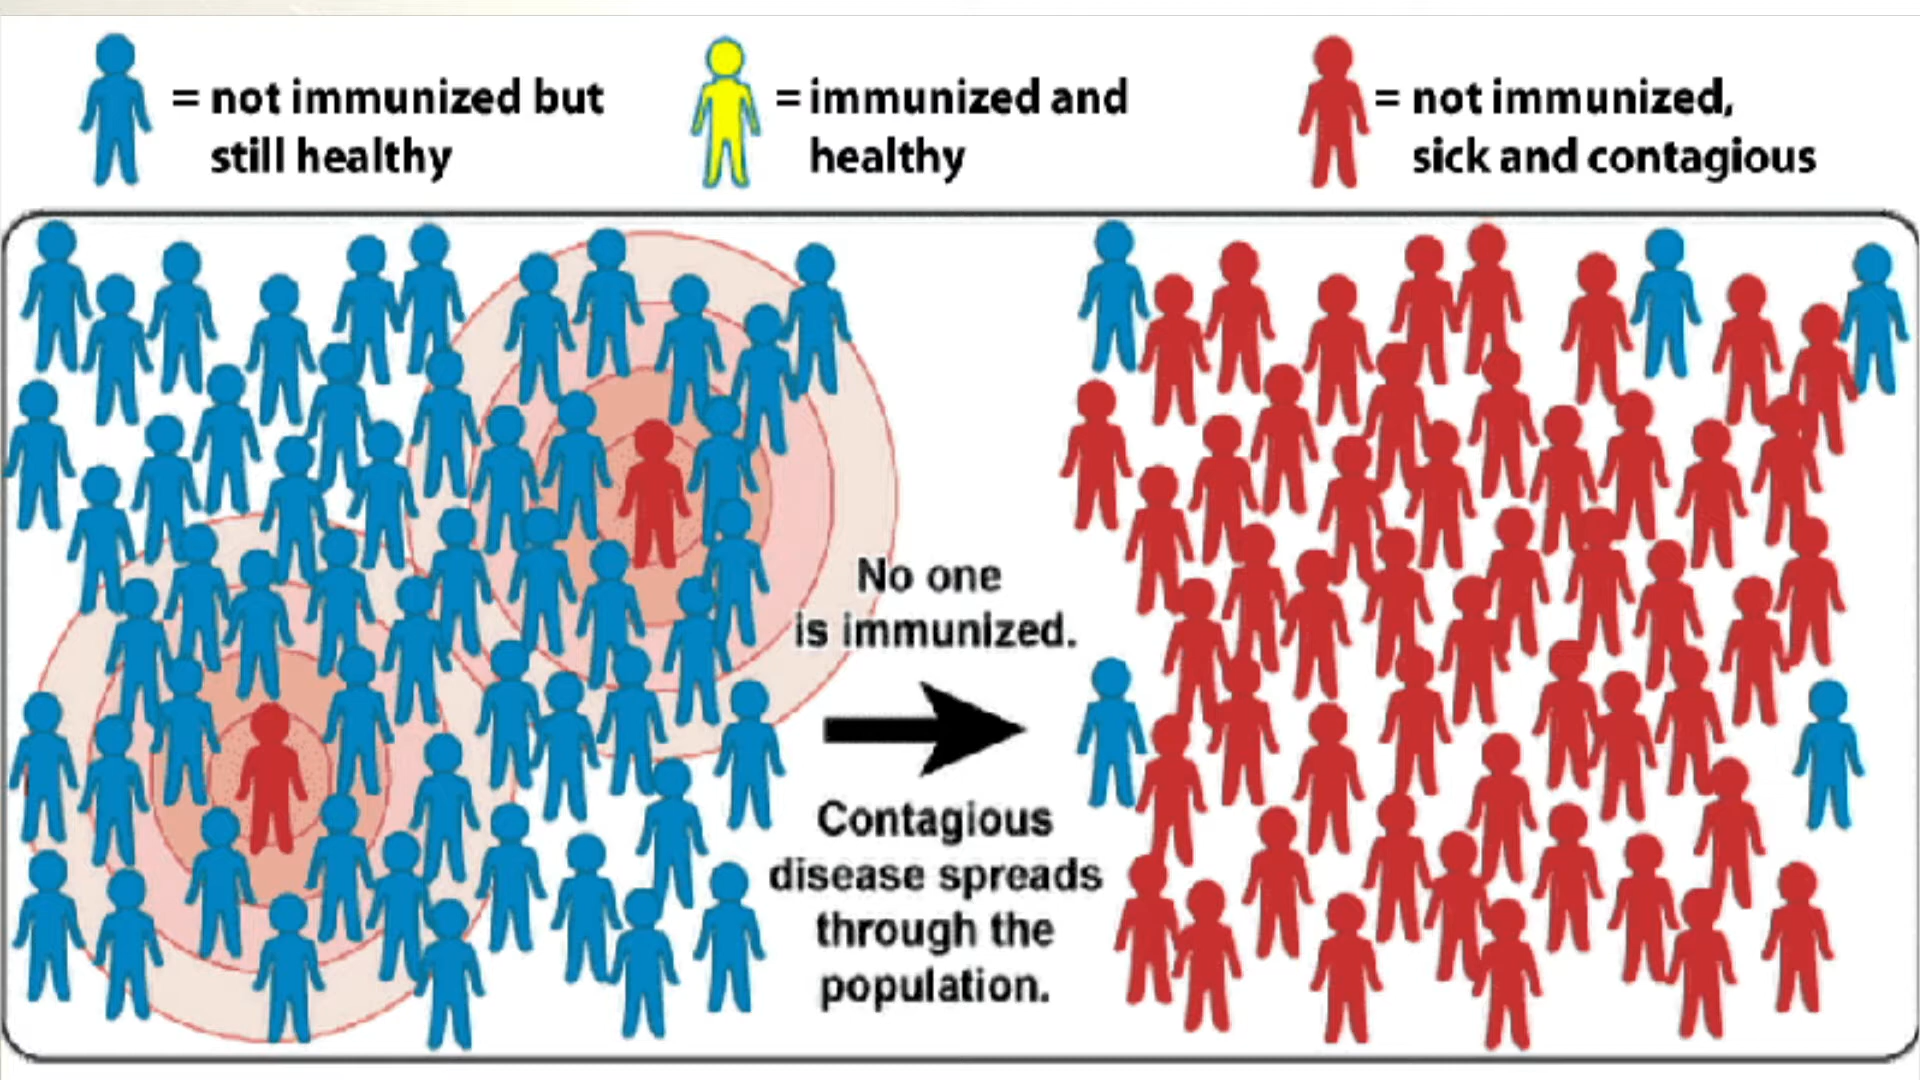 = not immunized but
still healthy
= immunized and
healthy
= not immunized,
sick and contagious
No one
is immunized.
Contagious
disease spreads
through the
population.